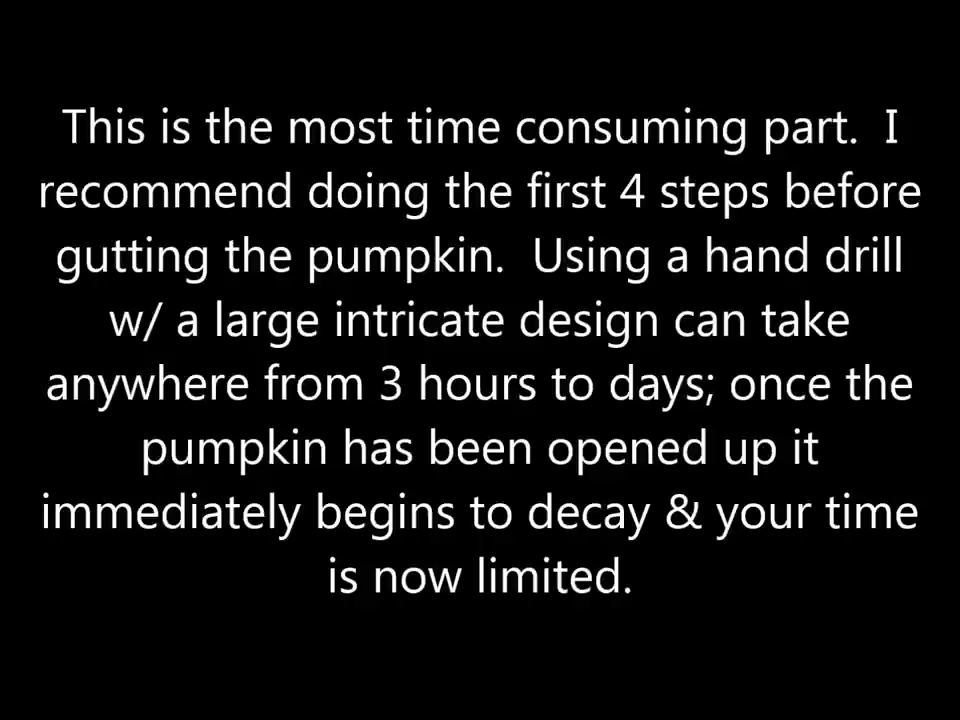 This is the most time consuming part.  I
recommend doing the first 4 steps before
gutting the pumpkin.  Using a hand drill
w/ a large intricate design can take
anywhere from 3 hours to days; once the
pumpkin has been opened up it
immediately begins to decay & your time
is now limited.